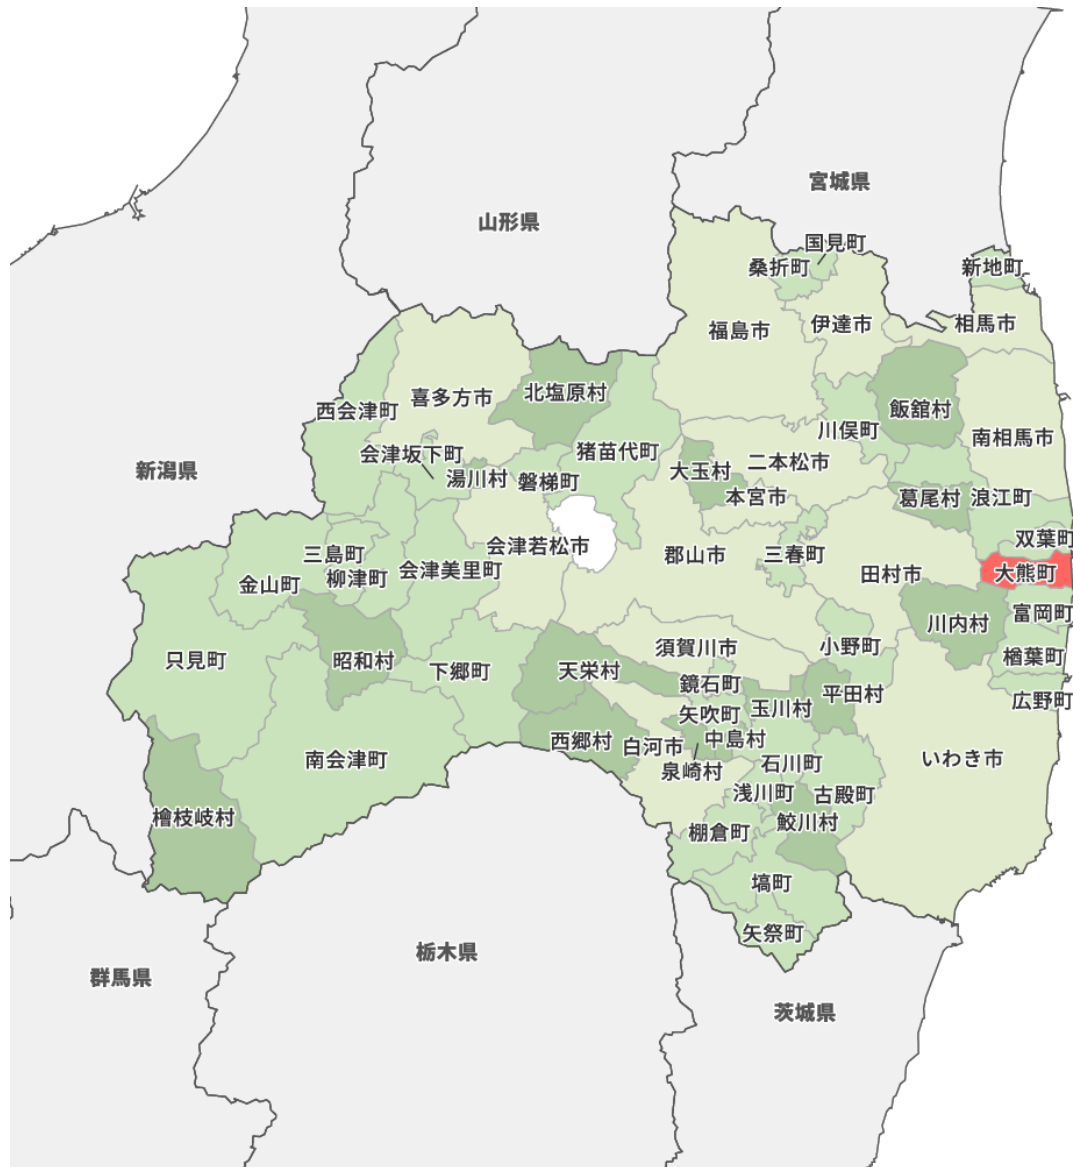 宮城県
山形県
国見町
桑折町
新地町
福島市
伊達市
相馬市
北塩原村
喜多方市
西会津町
飯舘村
川俣町
南相馬市
会津坂下町
猪苗代町
二本松市
新潟県
大玉村
湯川村
磐梯町
本宮市
葛尾村
浪江町
双葉町
会津若松市
三島町
郡山市
三春町
会津美里町
柳津町
金山町
田村市
大熊町
富岡町
川内村
須賀川市
小野町
只見町
昭和村
下郷町
天栄村
楢葉町
鏡石町
平田村
広野町
矢吹町
玉川村
西郷村
白河市
中島村
南会津町
泉崎村
石川町
いわき市
浅川町
古殿町
檜枝岐村
鮫川村
棚倉町
塙町
矢祭町
栃木県
群馬県
茨城県